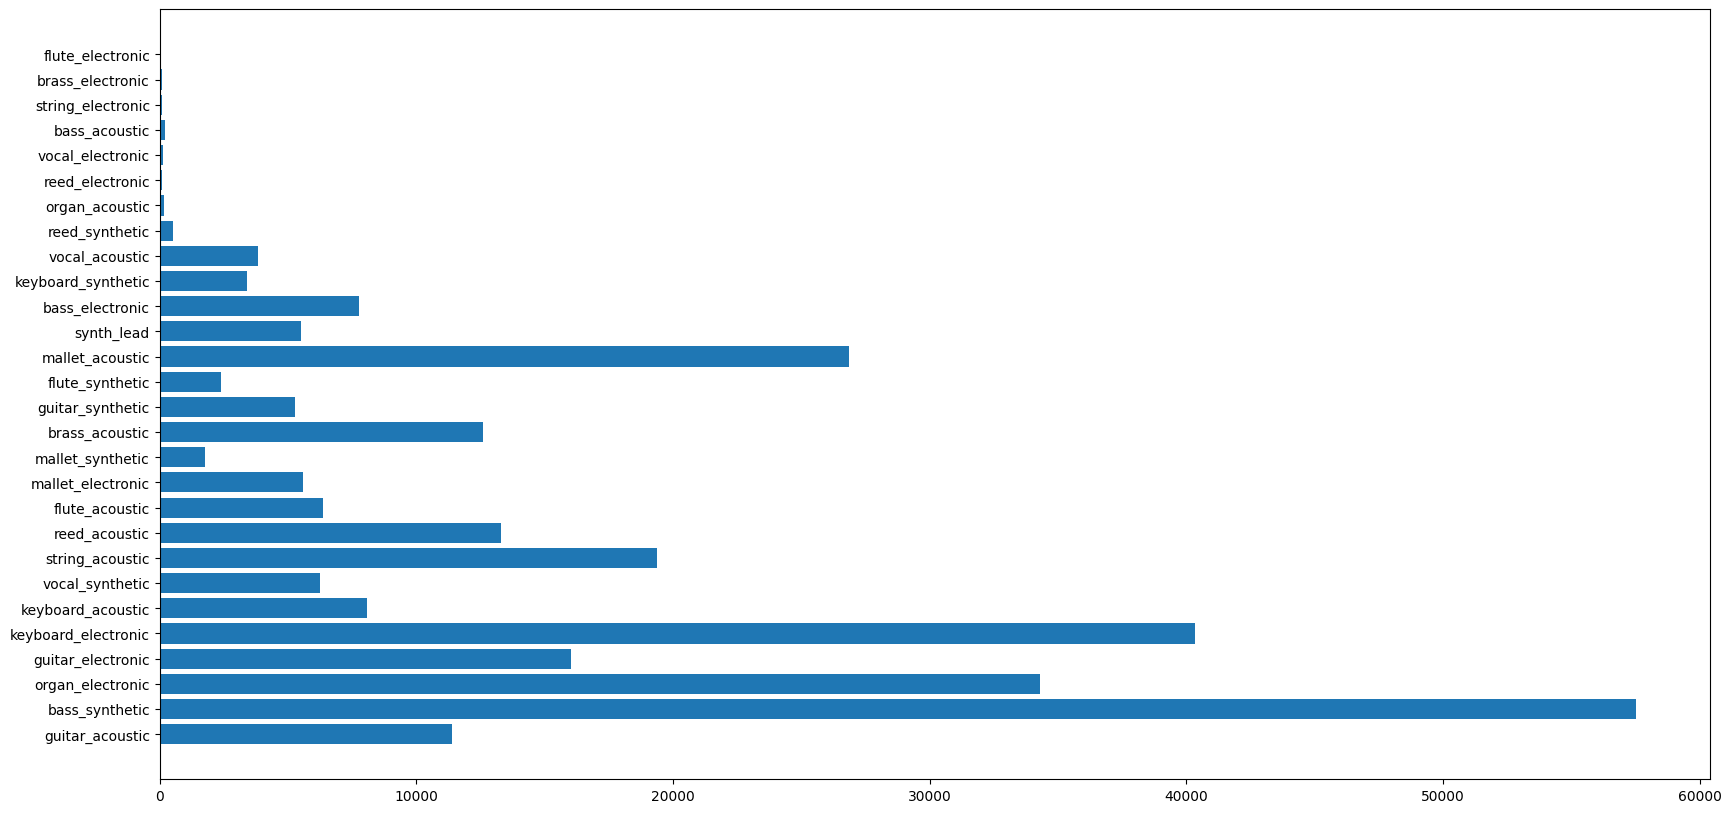 flute_electronic
brass_electronic
string_electronic
bass_acoustic
vocal_electronic
reed_electronic
organ_acoustic
reed_synthetic
vocal_acoustic
keyboard_synthetic
bass_electronic
synth_lead
mallet_acoustic
flute_synthetic
guitar_synthetic
brass_acoustic
mallet_synthetic
mallet_electronic
flute_acoustic
reed_acoustic
string_acoustic
vocal_synthetic
keyboard_acoustic
keyboard_electronic
guitar_electronic
organ_electronic
bass_synthetic
guitar_acoustic
0 10000 20000 30000 40000 50000 60000